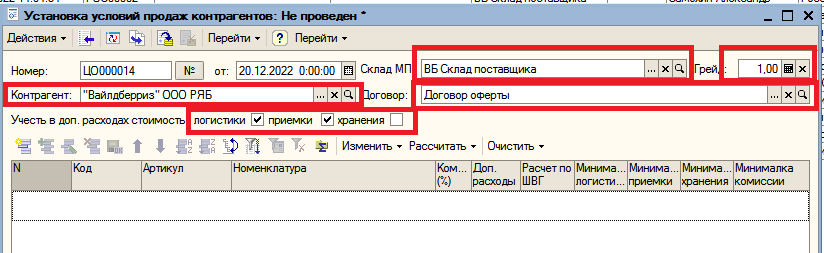 Установка условий продаж контрагентов: Не проведен *
Действия Перейти Перейти
Номер: ЦО000014 № от: 20.12.2022 0:00:00 Склад МП ВБ Склад поставщика ... x Грейд: 1,00 x
Контрагент: "Вайлдберриз" ООО РЯБ ... x Договор: Договор оферты ... x
Учесть в доп. расходах стоимость логистики приемки хранения
Изменить Рассчитать Очистить
N Код Артикул Номенклатура Ком... Доп. Расчет по Минима... Минима... Минима... Минималка
(%) расходы ШВГ логисти... приемки хранения комиссии